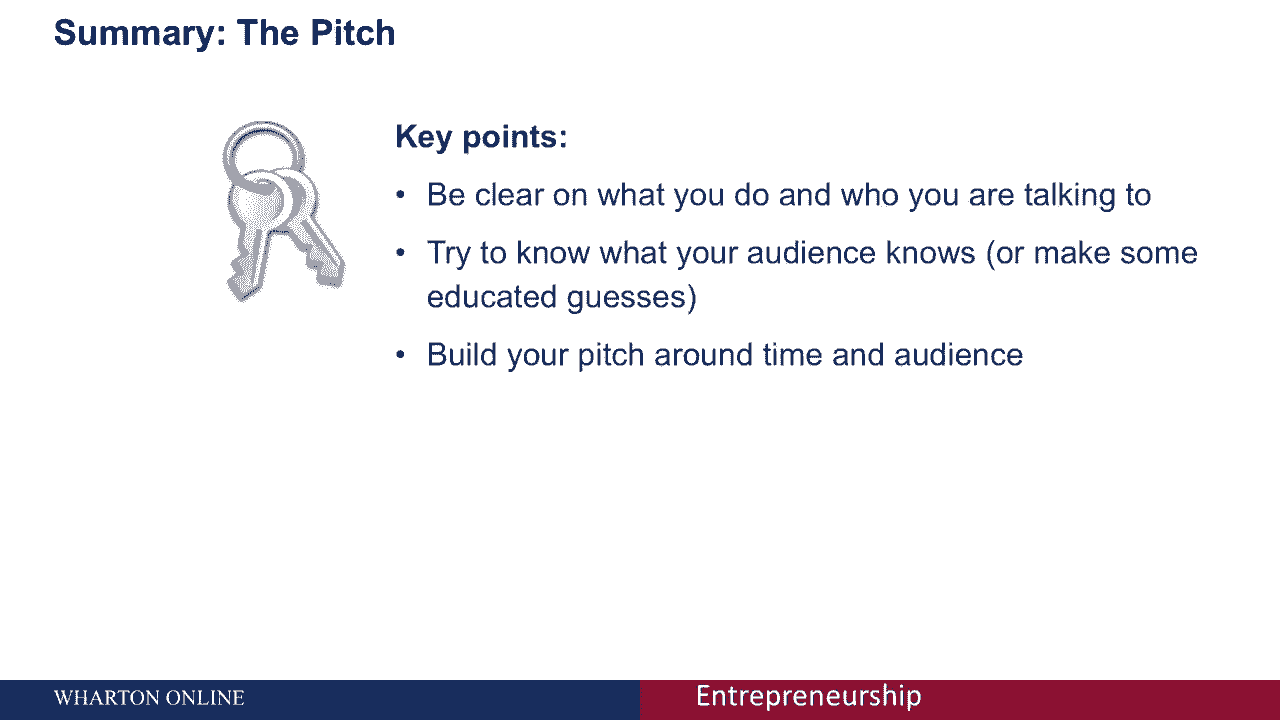 Summary: The Pitch
Key points:
• Be clear on what you do and who you are talking to
• Try to know what your audience knows (or make some
educated guesses)
• Build your pitch around time and audience
WHARTON ONLINE
Entrepreneurship